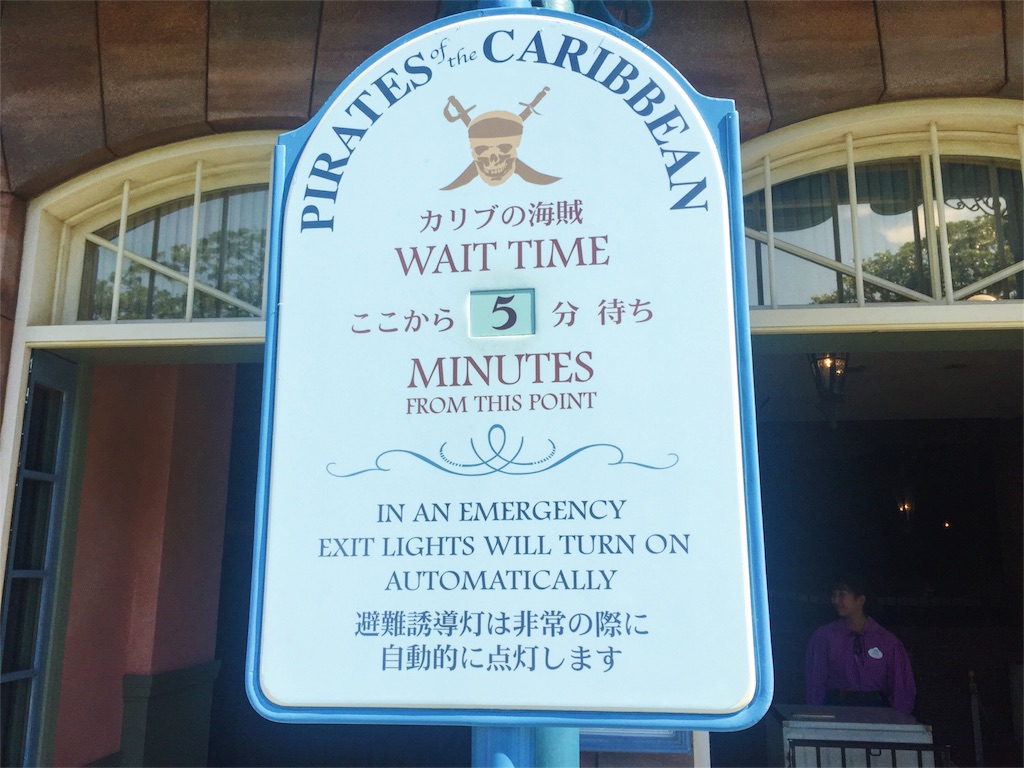 PIRATES of the CARIBBEAN
カリブの海賊
WAIT TIME
ここから 5 分 待ち
MINUTES
FROM THIS POINT
IN AN EMERGENCY
EXIT LIGHTS WILL TURN ON
AUTOMATICALLY
避難誘導灯は非常の際に
自動的に点灯します